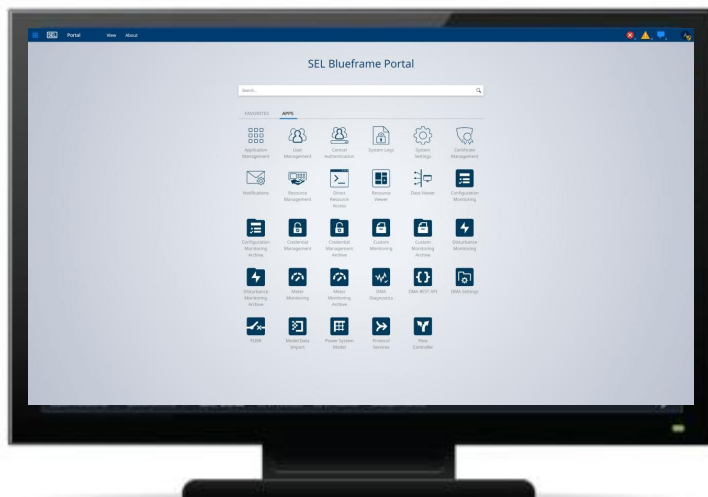 SEL Portal View About
SEL Blueframe Portal
Search...
FAVORITES APPS
Application Management
User Management
Central Authentication
System Logs
System Settings
Certificate Management
Notifications
Resource Management
Direct Resource Access
Resource Viewer
Data Viewer
Configuration Monitoring
Configuration Monitoring Archive
Credential Management
Credential Management Archive
Custom Monitoring
Custom Monitoring Archive
Disturbance Monitoring
Disturbance Monitoring Archive
Meter Monitoring
Meter Monitoring Archive
DMA Diagnostics
DMA REST API
DMA Settings
FLISR
Model Data Import
Power System Model
Protocol Services
Flow Controller